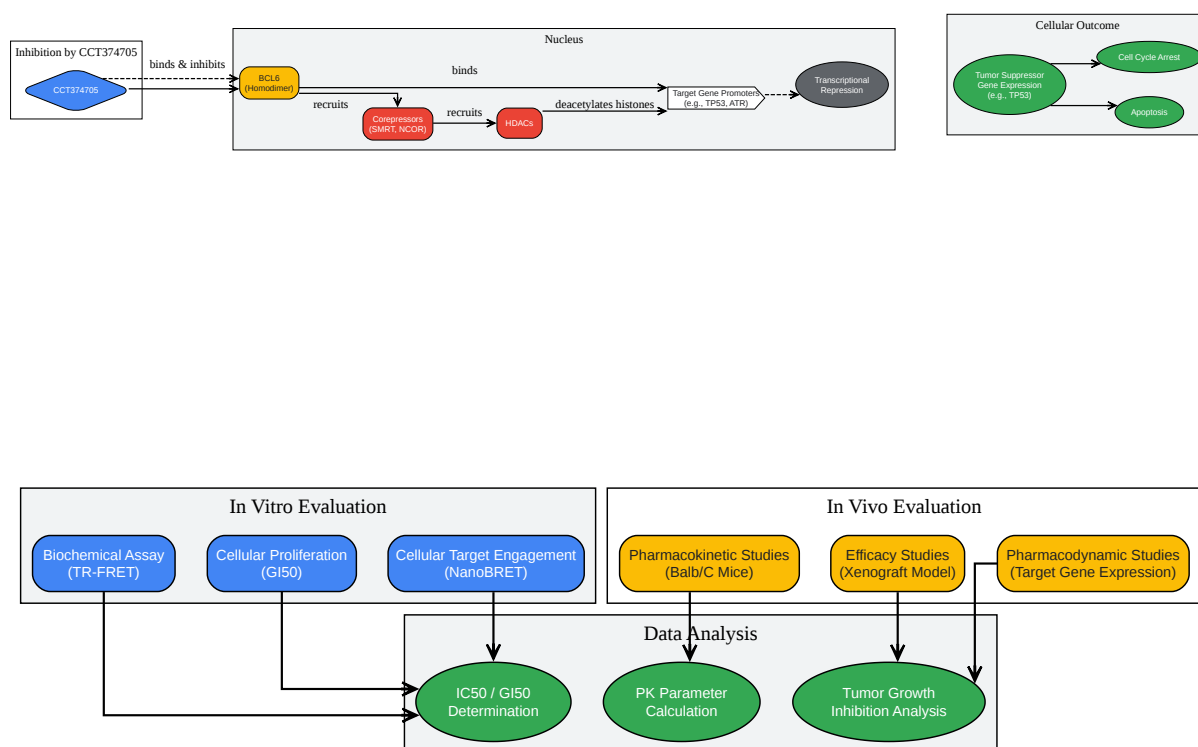 Inhibition by CCT374705
CCT374705
binds & inhibits
Nucleus
BCL6
(Homodimer)
binds
recruits
Corepressors
(SMRT, NCOR)
recruits
HDACs
deacetylates histones
Target Gene Promoters
(e.g., TP53, ATR)
Transcriptional
Repression
Cellular Outcome
Tumor Suppressor
Gene Expression
(e.g., TP53)
Cell Cycle Arrest
Apoptosis
In Vitro Evaluation
Biochemical Assay
(TR-FRET)
Cellular Proliferation
(GI50)
Cellular Target Engagement
(NanoBRET)
In Vivo Evaluation
Pharmacokinetic Studies
(Balb/C Mice)
Efficacy Studies
(Xenograft Model)
Pharmacodynamic Studies
(Target Gene Expression)
Data Analysis
IC50 / GI50
Determination
PK Parameter
Calculation
Tumor Growth
Inhibition Analysis